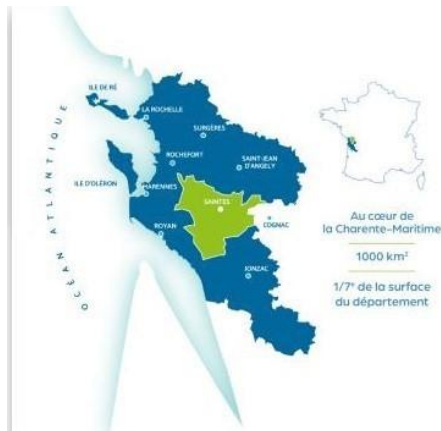 ILE DE RÉ
LA ROCHELLE
SURGÈRES
ROCHEFORT
SAINT-JEAN
D'ANGELY
ILE D'OLÉRON
MARENNES
SAINTES
COGNAC
ROYAN
JONZAC
OCÉAN ATLANTIQUE
Au cœur de
la Charente-Maritime
1000 km²
1/7e de la surface
du département